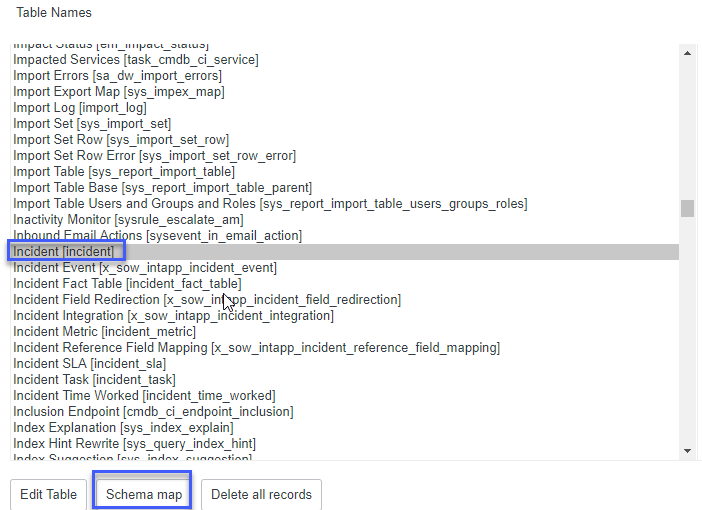 Table Names
Impact Status [em_impact_status]
Impacted Services [task_cmdb_ci_service]
Import Errors [sa_dw_import_errors]
Import Export Map [sys_impex_map]
Import Log [import_log]
Import Set [sys_import_set]
Import Set Row [sys_import_set_row]
Import Set Row Error [sys_import_set_row_error]
Import Table [sys_report_import_table]
Import Table Base [sys_report_import_table_parent]
Import Table Users and Groups and Roles [sys_report_import_table_users_groups_roles]
Inactivity Monitor [sysrule_escalate_am]
Inbound Email Actions [sysevent_in_email_action]
Incident [incident]
Incident Event [x_sow_intapp_incident_event]
Incident Fact Table [incident_fact_table]
Incident Field Redirection [x_sow_intapp_incident_field_redirection]
Incident Integration [x_sow_intapp_incident_integration]
Incident Metric [incident_metric]
Incident Reference Field Mapping [x_sow_intapp_incident_reference_field_mapping]
Incident SLA [incident_sla]
Incident Task [incident_task]
Incident Time Worked [incident_time_worked]
Inclusion Endpoint [cmdb_ci_endpoint_inclusion]
Index Explanation [sys_index_explain]
Index Hint Rewrite [sys_query_index_hint]
Index Suggestion [sys_index_suggestion]
Edit Table
Schema map
Delete all records